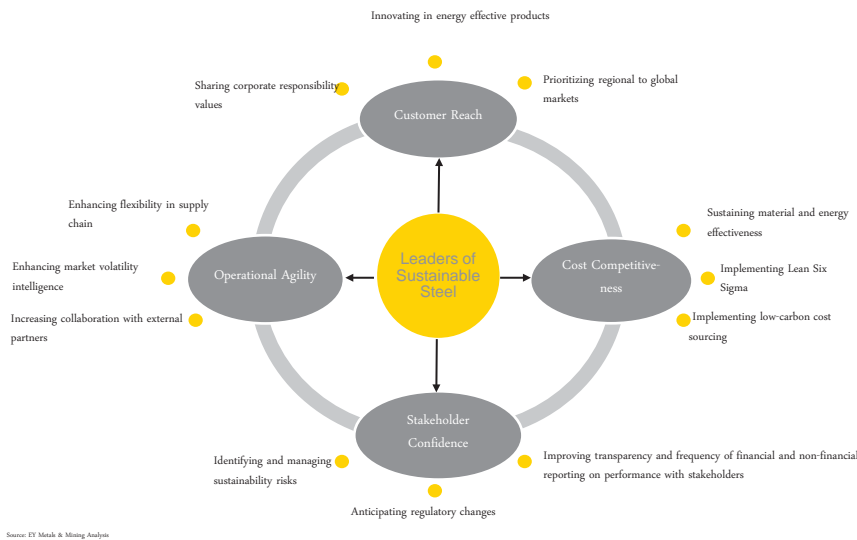 Innovating in energy effective products
Sharing corporate responsibility
values
Prioritizing regional to global
markets
Customer Reach
Enhancing flexibility in supply
chain
Enhancing market volatility
intelligence
Increasing collaboration with external
partners
Operational Agility
Leaders of
Sustainable
Steel
Cost Competitive-
ness
Sustaining material and energy
effectiveness
Implementing Lean Six
Sigma
Implementing low-carbon cost
sourcing
Stakeholder
Confidence
Identifying and managing
sustainability risks
Anticipating regulatory changes
Improving transparency and frequency of financial and non-financial
reporting on performance with stakeholders
Source: EY Metals & Mining Analysis